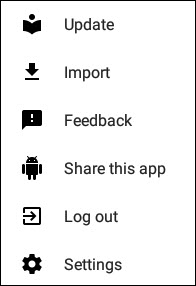 Update
Import
Feedback
Share this app
Log out
Settings